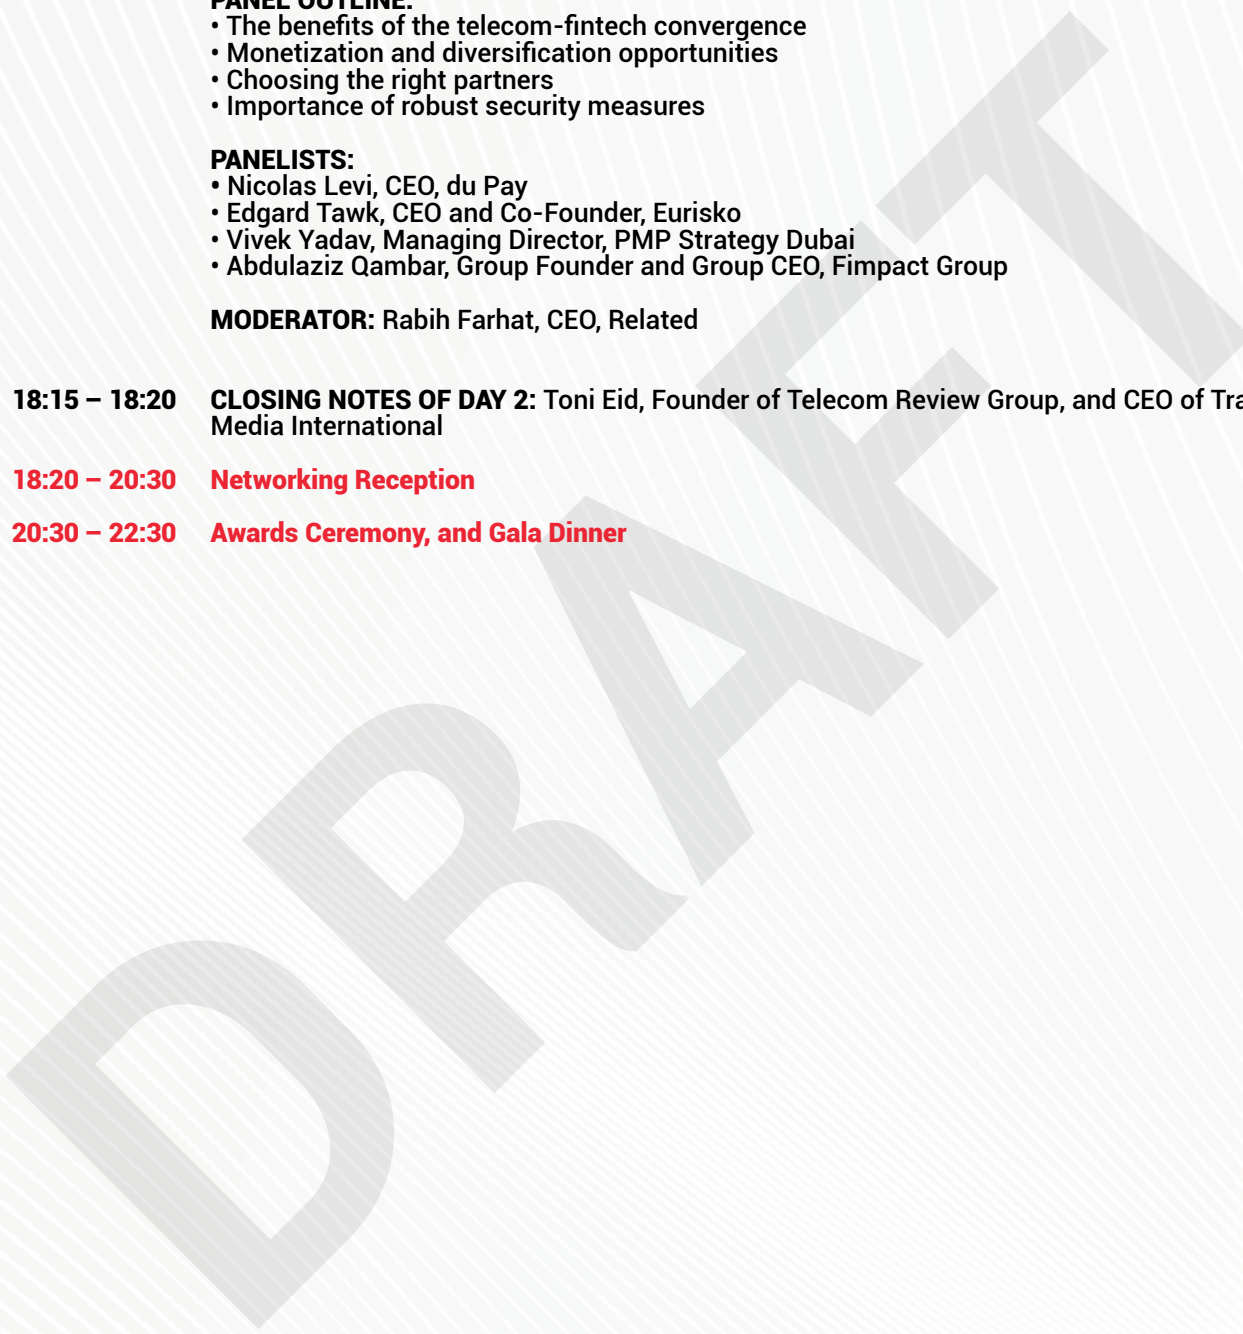 PANEL OUTLINE:
• The benefits of the telecom-fintech convergence
• Monetization and diversification opportunities
• Choosing the right partners
• Importance of robust security measures
PANELISTS:
• Nicolas Levi, CEO, du Pay
• Edgard Tawk, CEO and Co-Founder, Eurisko
• Vivek Yadav, Managing Director, PMP Strategy Dubai
• Abdulaziz Qambar, Group Founder and Group CEO, Fimpact Group
MODERATOR: Rabih Farhat, CEO, Related
18:15 – 18:20 CLOSING NOTES OF DAY 2: Toni Eid, Founder of Telecom Review Group, and CEO of
Media International
18:20 – 20:30 Networking Reception
20:30 – 22:30 Awards Ceremony, and Gala Dinner
DRAFT